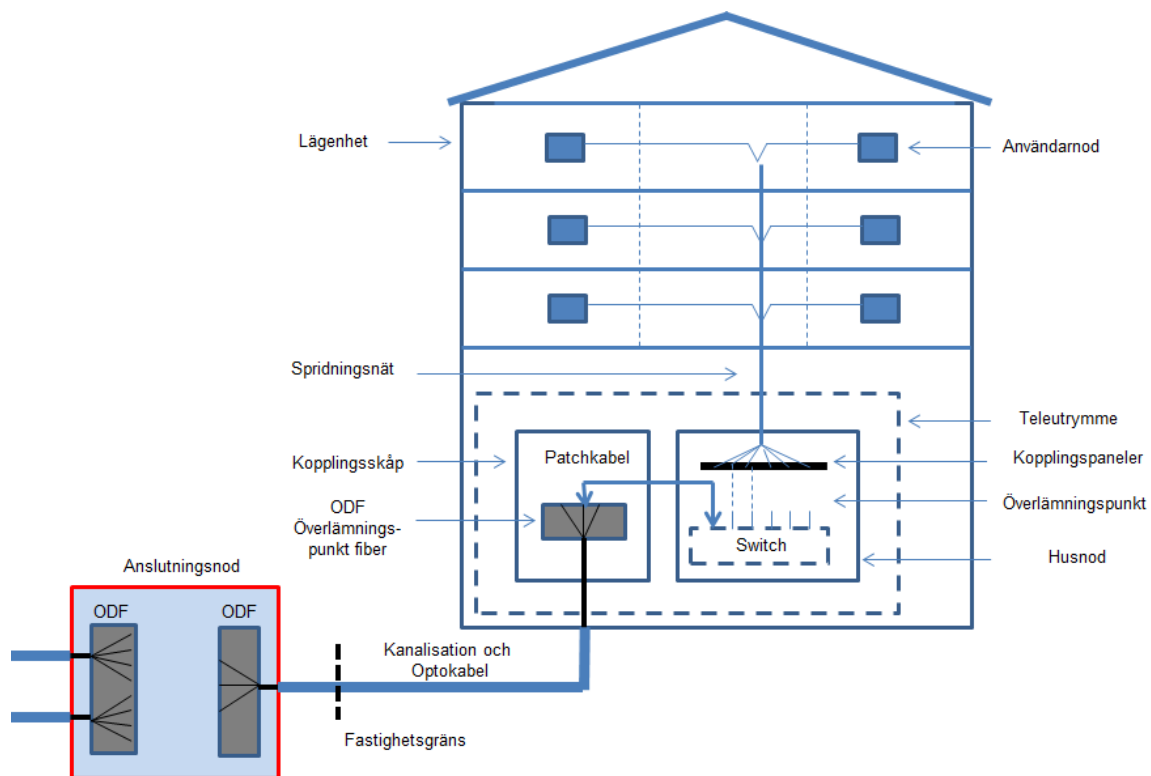 Lägenhet
Användarnod
Spridningsnät
Teleutrymme
Kopplingsskåp
Patchkabel
Kopplingspaneler
ODF
Överlämnings-
punkt fiber
Överlämningspunkt
Switch
Husnod
Anslutningsnod
ODF
ODF
Kanalisation och
Optokabel
Fastighetsgräns